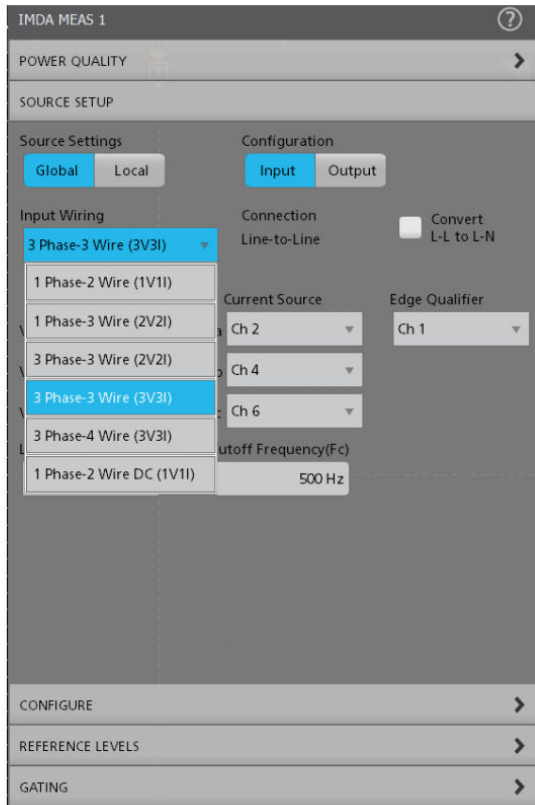 IMDA MEAS 1
?
POWER QUALITY
SOURCE SETUP
Source Settings
Configuration
Global
Local
Input
Output
Input Wiring
Connection
Convert
L-L to L-N
3 Phase-3 Wire (3V3I)
Line-to-Line
1 Phase-2 Wire (1V1I)
1 Phase-3 Wire (2V2I)
3 Phase-3 Wire (2V2I)
3 Phase-3 Wire (3V3I)
3 Phase-4 Wire (3V3I)
1 Phase-2 Wire DC (1V1I)
Current Source
Edge Qualifier
Ch 2
Ch 1
Ch 4
Ch 6
Frequency(Fc)
500 Hz
CONFIGURE
REFERENCE LEVELS
GATING